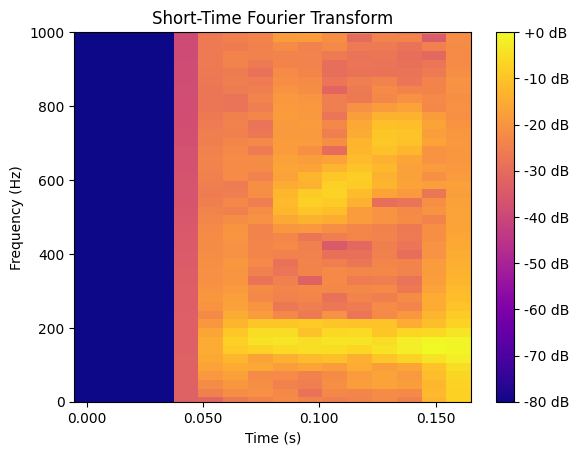 Short-Time Fourier Transform
1000
800
600
400
200
0
Frequency (Hz)
0.000
0.050
0.100
0.150
Time (s)
+0 dB
-10 dB
-20 dB
-30 dB
-40 dB
-50 dB
-60 dB
-70 dB
-80 dB